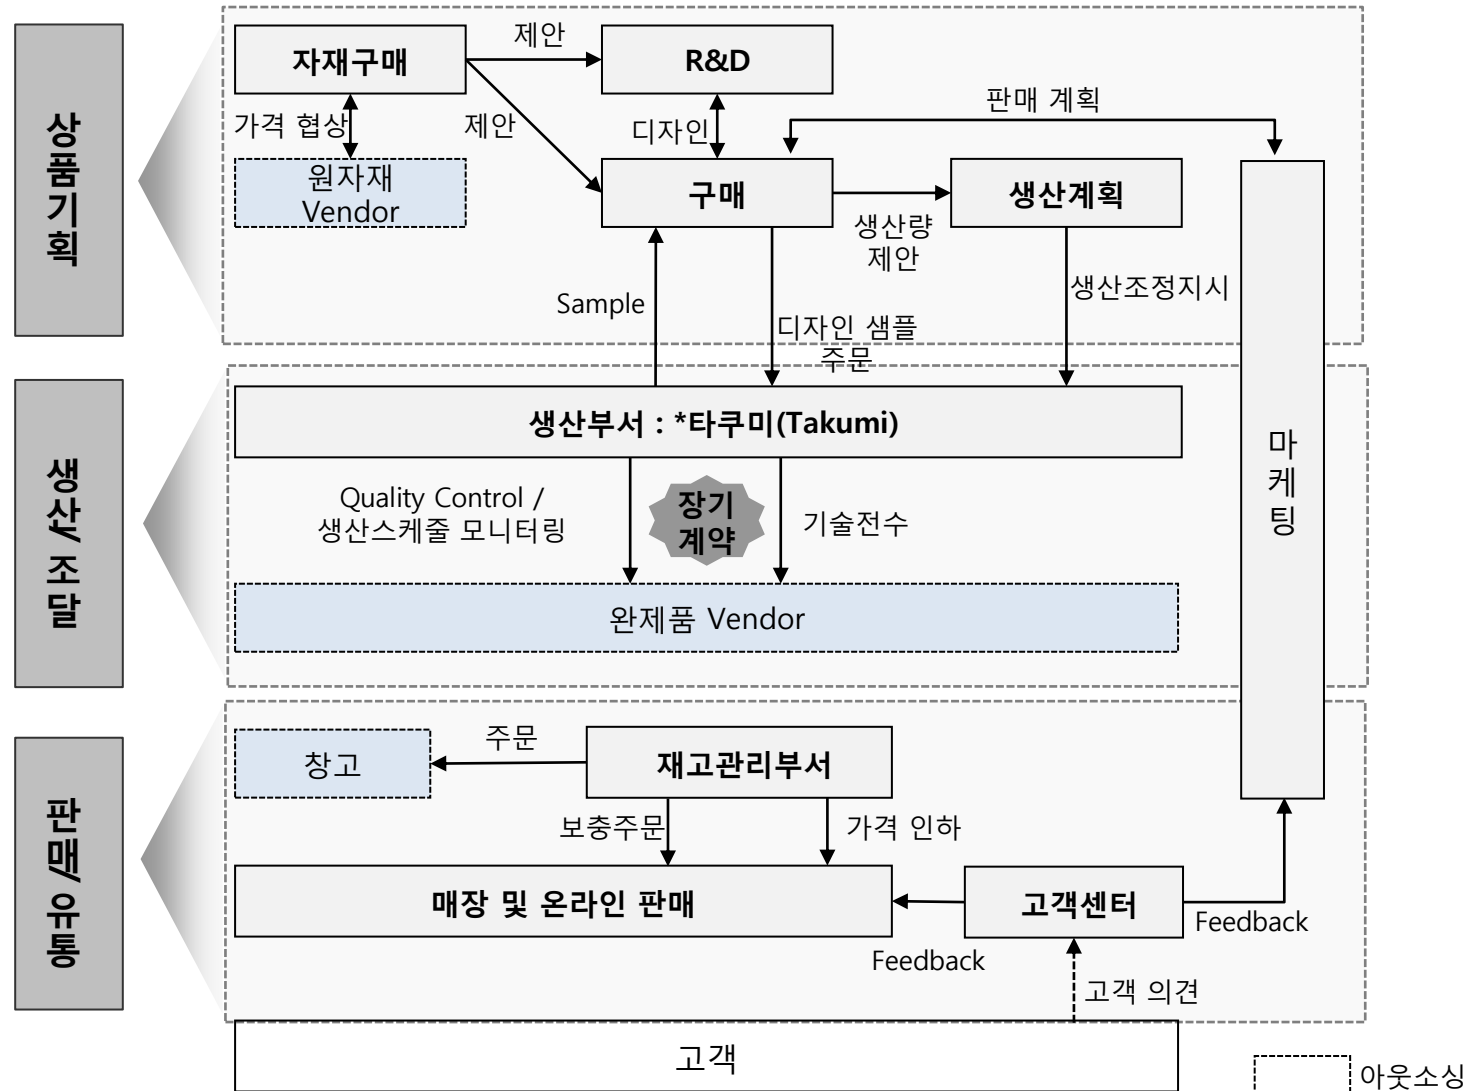 상품기획
자재구매
제안
R&D
판매 계획
가격 협상
제안
디자인
원자재
Vendor
구매
생산계획
생산량
제안
생산조정지시
Sample
디자인 샘플
주문
생산/조달
생산부서 : *타쿠미(Takumi)
마케팅
Quality Control /
생산스케줄 모니터링
장기
계약
기술전수
완제품 Vendor
판매/유통
창고
주문
재고관리부서
보충주문
가격 인하
매장 및 온라인 판매
고객센터
Feedback
Feedback
고객 의견
고객
아웃소싱